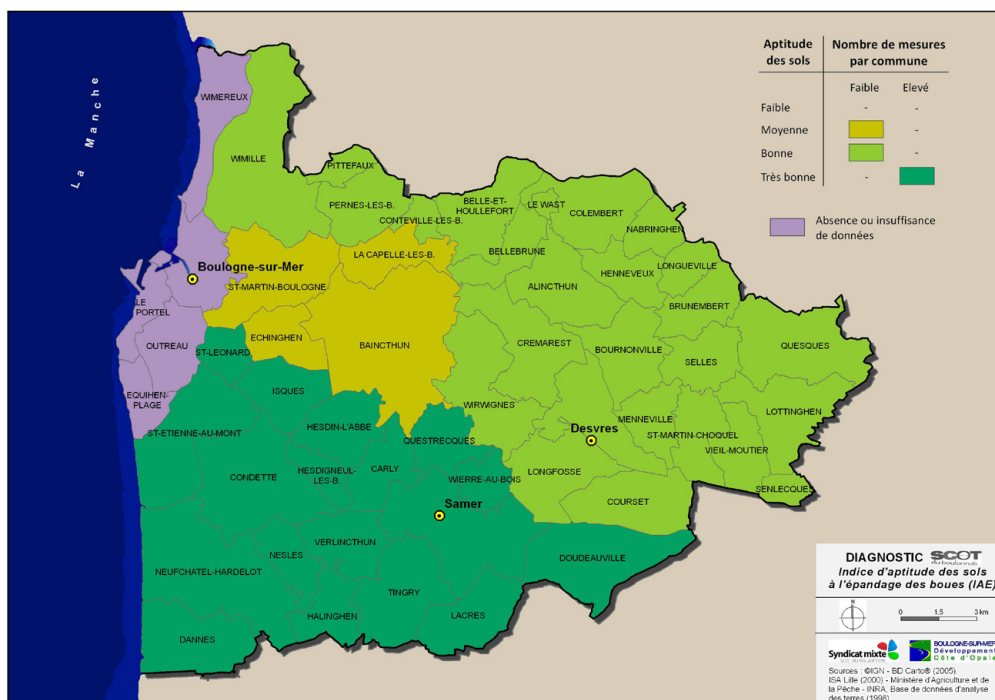 La Manche
Aptitude des sols
Nombre de mesures par commune
Faible Elevé
Faible - -
Moyenne -
Bonne -
Très bonne -
Absence ou insuffisance
de données
WIMEREUX
WIMILLE
PITTEFAUX
PERNES-LES-B.
CONTEVILLE-LES-B.
BELLE-ET-
HOULLEFORT
LE WAST
COLEMBERT
NABRINGHEN
BELLEBRUNE
LA CAPELLE-LES-B.
HENNEVEUX
LONGUEVILLE
Boulogne-sur-Mer
ST-MARTIN-BOULOGNE
ALINCTHUN
BRUNEMBERT
LE
PORTEL
ECHINGHEN
BAINCTHUN
CREMAREST
BOURNONVILLE
QUESQUES
OUTREAU
ST-LEONARD
SELLES
ISQUES
EQUIHEN-
PLAGE
WIRWIGNES
LOTTINGHEN
MENNEVILLE
HESDIN-L'ABBE
Desvres
ST-ETIENNE-AU-MONT
QUESTRECQUES
ST-MARTIN-CHOQUEL
VIEIL-MOUTIER
CONDETTE
HESDIGNEUL-
LES-B.
CARLY
WIERRE-AU-BOIS
LONGFOSSE
SENLECQUES
COURSET
Samer
VERLINCTHUN
NESLES
DOUDEAUVILLE
NEUFCHATEL-HARDELOT
TINGRY
HALINGHEN
LACRES
DANNES
DIAGNOSTIC SCOT
du boulonnais
Indice d'aptitude des sols
à l'épandage des boues (IAE)
N
0 1.5 3 km
Syndicat mixte
BOULOGNE-SUR-MER
Développement
Côte d'Opale
Sources : ©IGN - BD Carto® (2005).
ISA Lille (2000) - Ministère d'Agriculture et de
la Pêche - INRA, Base de données d'analyse
des terres (1998)